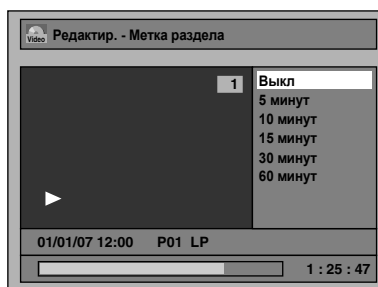 Video Редактир. - Метка раздела
1
Выкл
5 минут
10 минут
15 минут
30 минут
60 минут
01/01/07 12:00 P01 LP
1 : 25 : 47